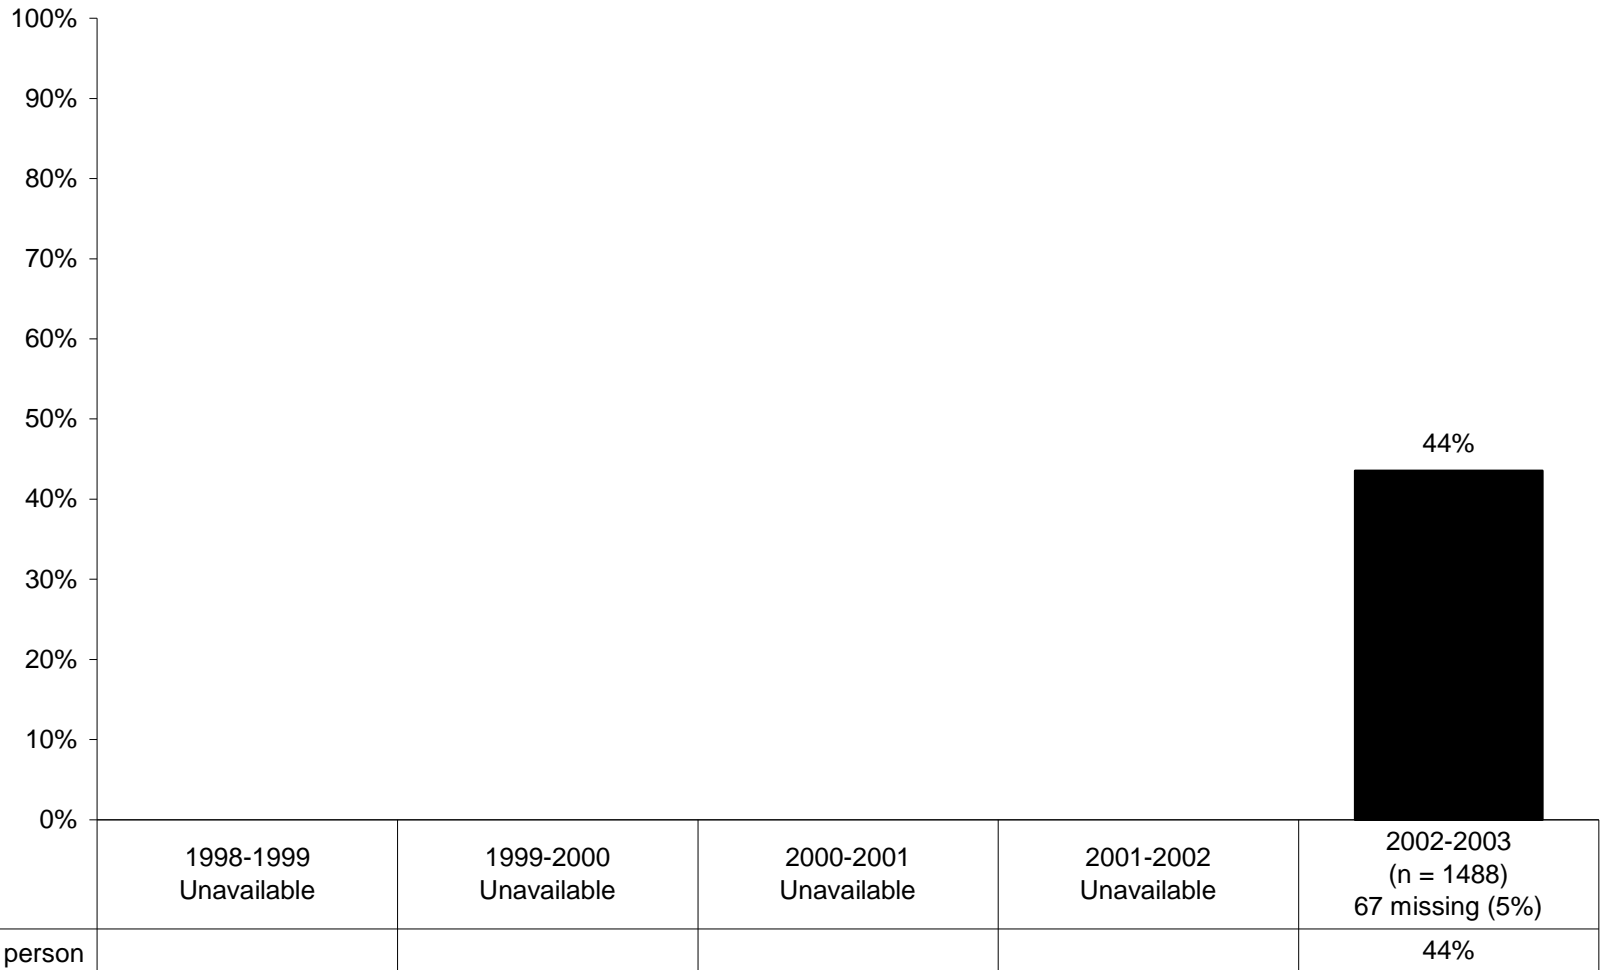 100%
90%
80%
70%
60%
50%
44%
40%
30%
20%
10%
0%
1998-1999
Unavailable
1999-2000
Unavailable
2000-2001
Unavailable
2001-2002
Unavailable
2002-2003
(n = 1488)
67 missing (5%)
person
44%